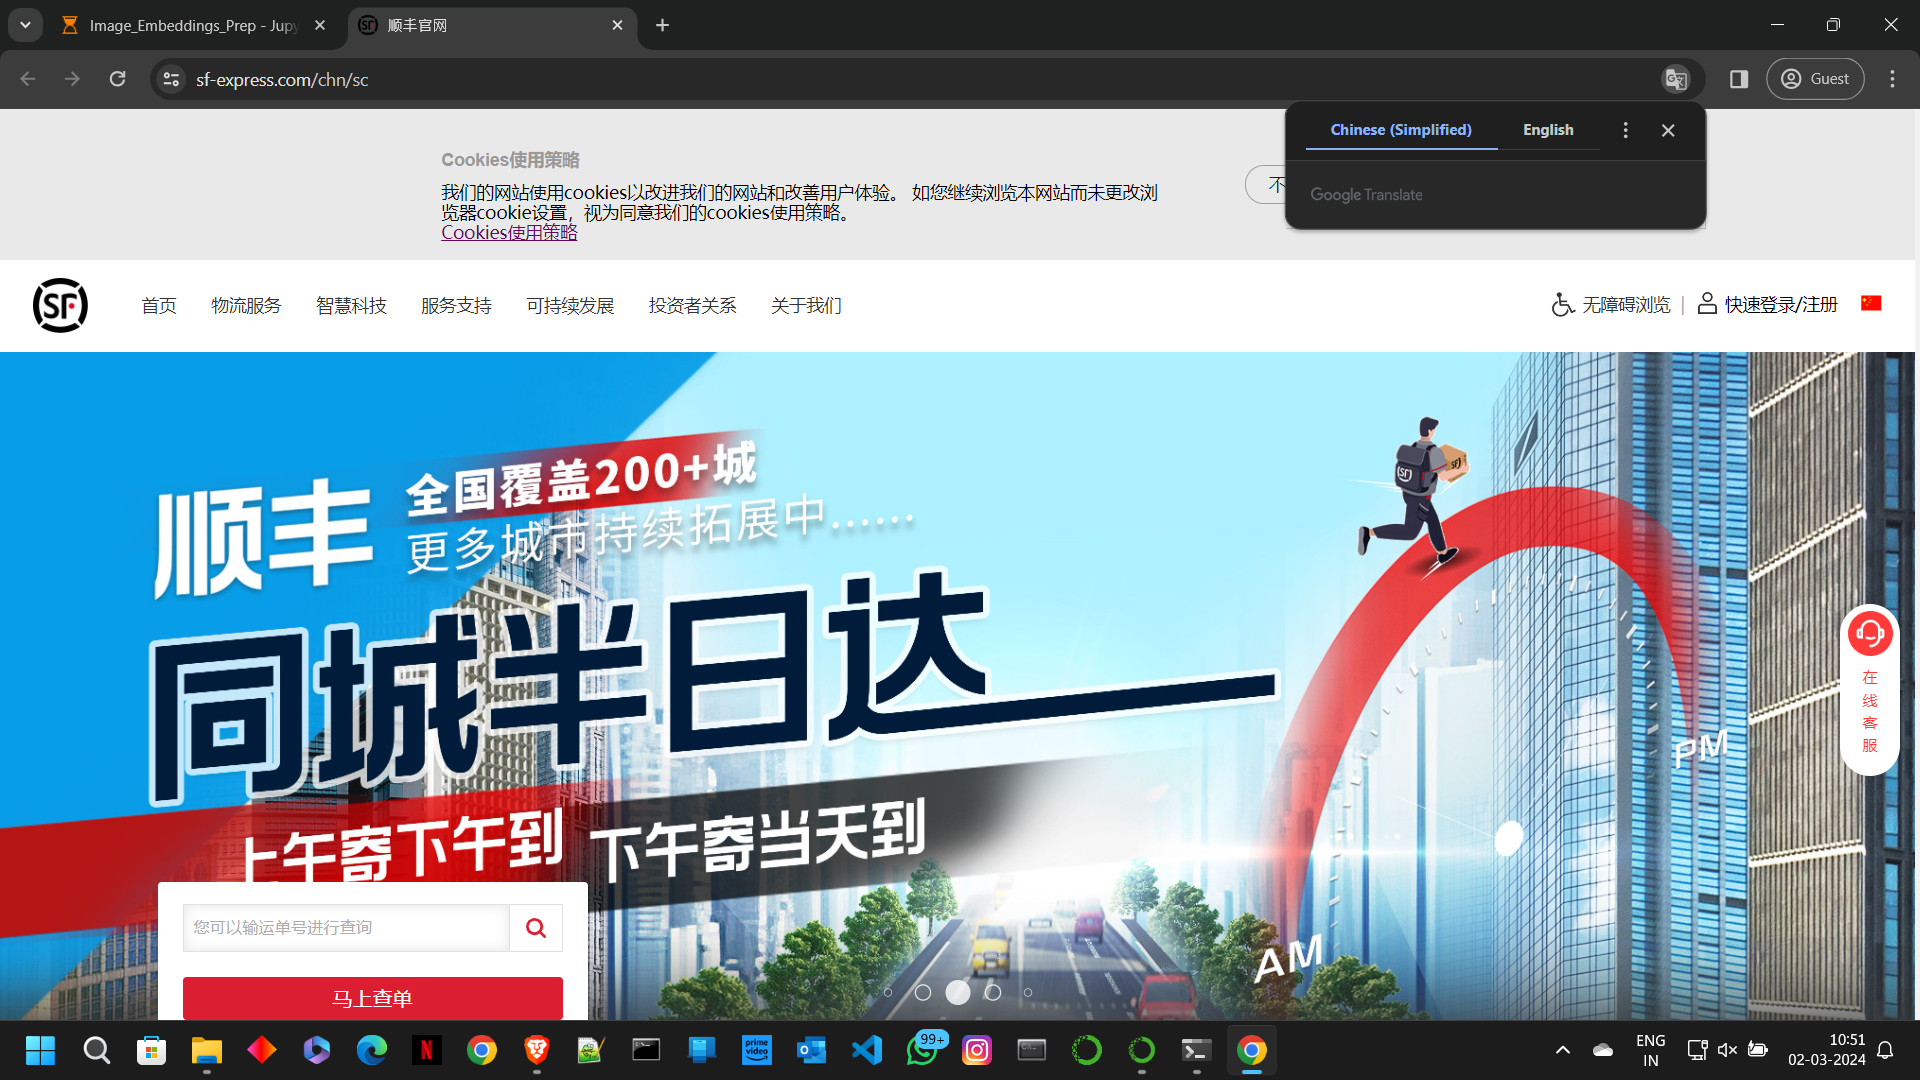 Image_Embeddings_Prep - Jupy
顺丰官网
sf-express.com/chn/sc
Guest
Chinese (Simplified)
English
Google Translate
Cookies使用策略
我们的网站使用cookies以改进我们的网站和改善用户体验。 如您继续浏览本网站而未更改浏
览器cookie设置，视为同意我们的cookies使用策略。
Cookies使用策略
不
SF
首页 物流服务 智慧科技 服务支持 可持续发展 投资者关系 关于我们
无障碍浏览 | 快速登录/注册
顺丰
全国覆盖200+城
更多城市持续拓展中......
同城半日达
上午寄下午到 下午寄当天到
SF
SF
PM
AM
在
线
客
服
您可以输运单号进行查询
马上查单
prime
video
99+
ENG
IN
10:51
02-03-2024